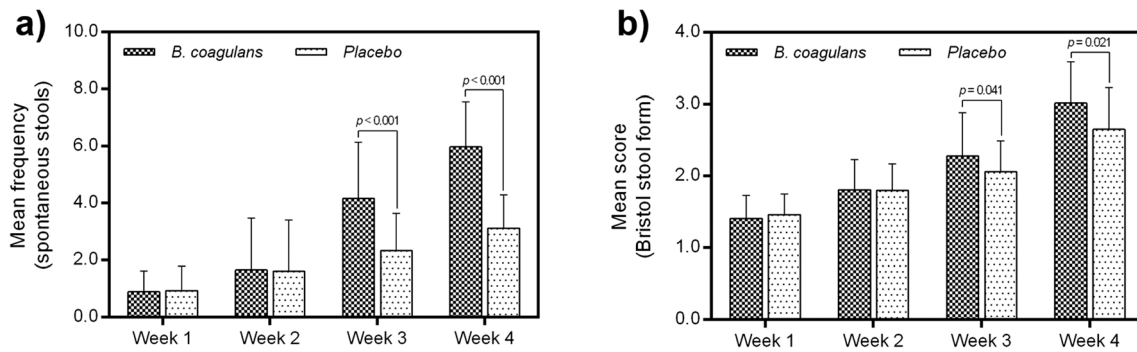 a)
B. coagulans Placebo
Mean frequency
(spontaneous stools)
10.0
8.0
6.0
4.0
2.0
0.0
p < 0.001
p < 0.001
Week 1 Week 2 Week 3 Week 4
b)
B. coagulans Placebo
Mean score
(Bristol stool form)
4.0
3.0
2.0
1.0
0.0
p = 0.041
p = 0.021
Week 1 Week 2 Week 3 Week 4